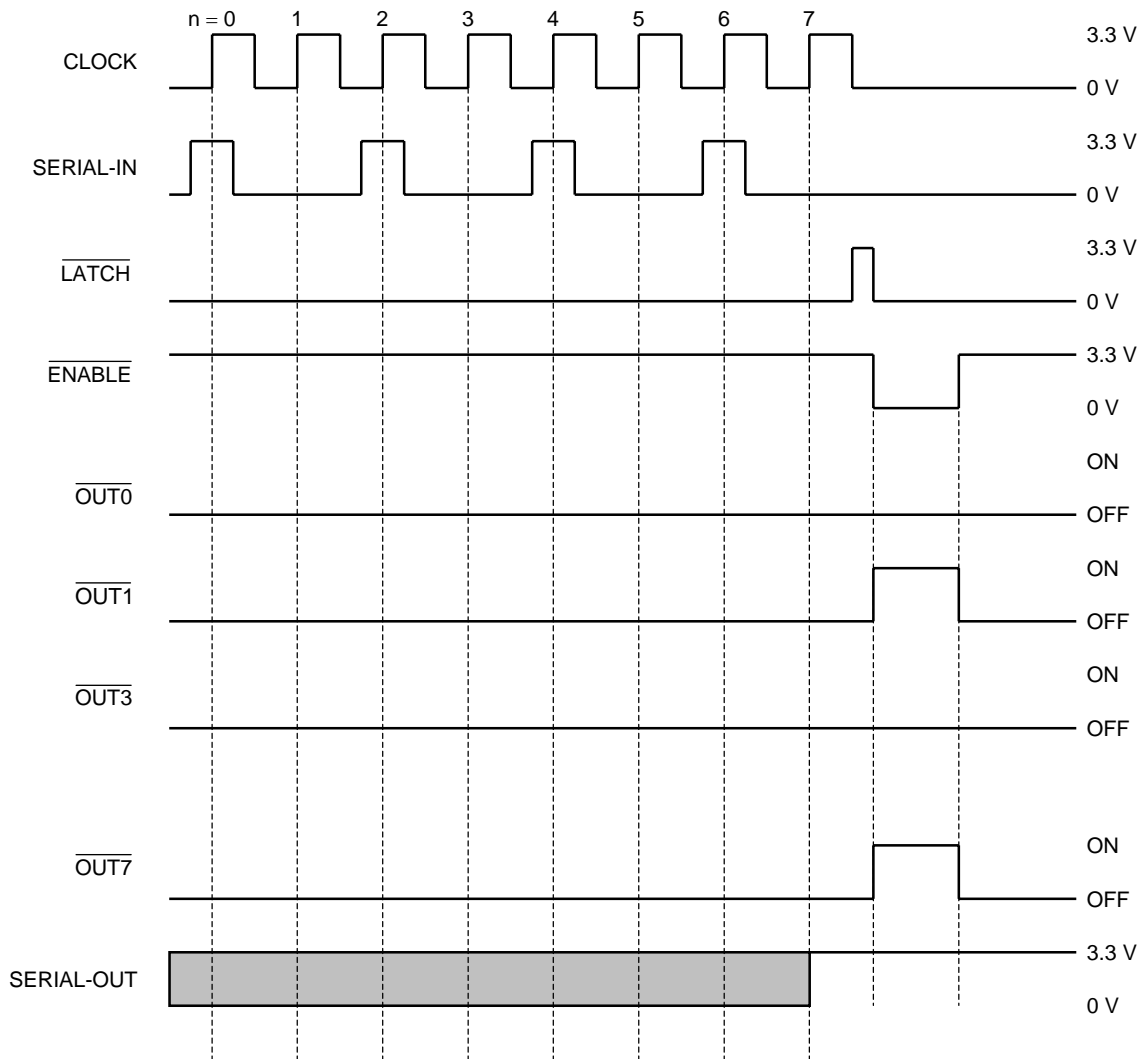 n = 0 1 2 3 4 5 6 7
CLOCK
3.3 V
0 V
SERIAL-IN
3.3 V
0 V
LATCH
3.3 V
0 V
ENABLE
3.3 V
0 V
OUT0
ON
OFF
OUT1
ON
OFF
OUT3
ON
OFF
OUT7
ON
OFF
SERIAL-OUT
3.3 V
0 V